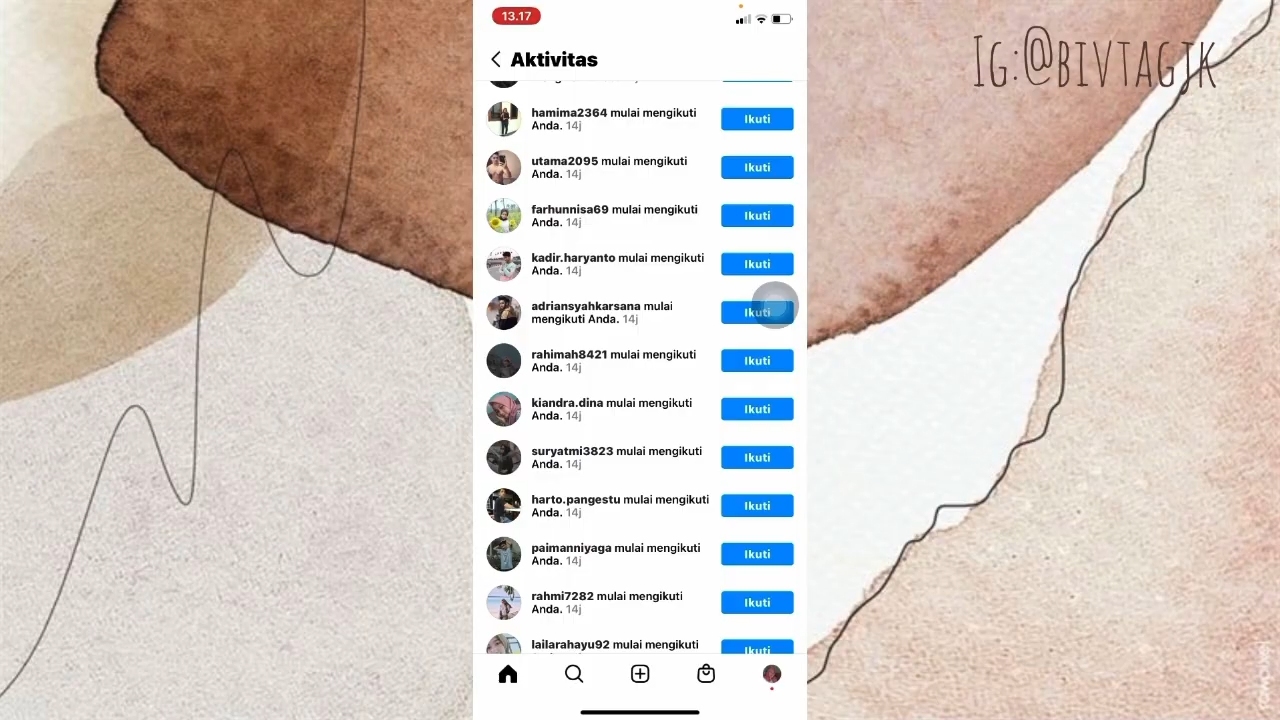 13.17
IG:@BIVTAGJK
Aktivitas
hamima2364 mulai mengikuti
Anda. 14j
Ikuti
utama2095 mulai mengikuti
Anda. 14j
Ikuti
farhunnisa69 mulai mengikuti
Anda. 14j
Ikuti
kadir.haryanto mulai mengikuti
Anda. 14j
Ikuti
adriansyahkarsana mulai
mengikuti Anda. 14j
Ikuti
rahimah8421 mulai mengikuti
Anda. 14j
Ikuti
kiandra.dina mulai mengikuti
Anda. 14j
Ikuti
suryatmi3823 mulai mengikuti
Anda. 14j
Ikuti
harto.pangestu mulai mengikuti
Anda. 14j
Ikuti
paimanniyaga mulai mengikuti
Anda. 14j
Ikuti
rahmi7282 mulai mengikuti
Anda. 14j
Ikuti
lailarahayu92 mulai mengikuti
Ikuti